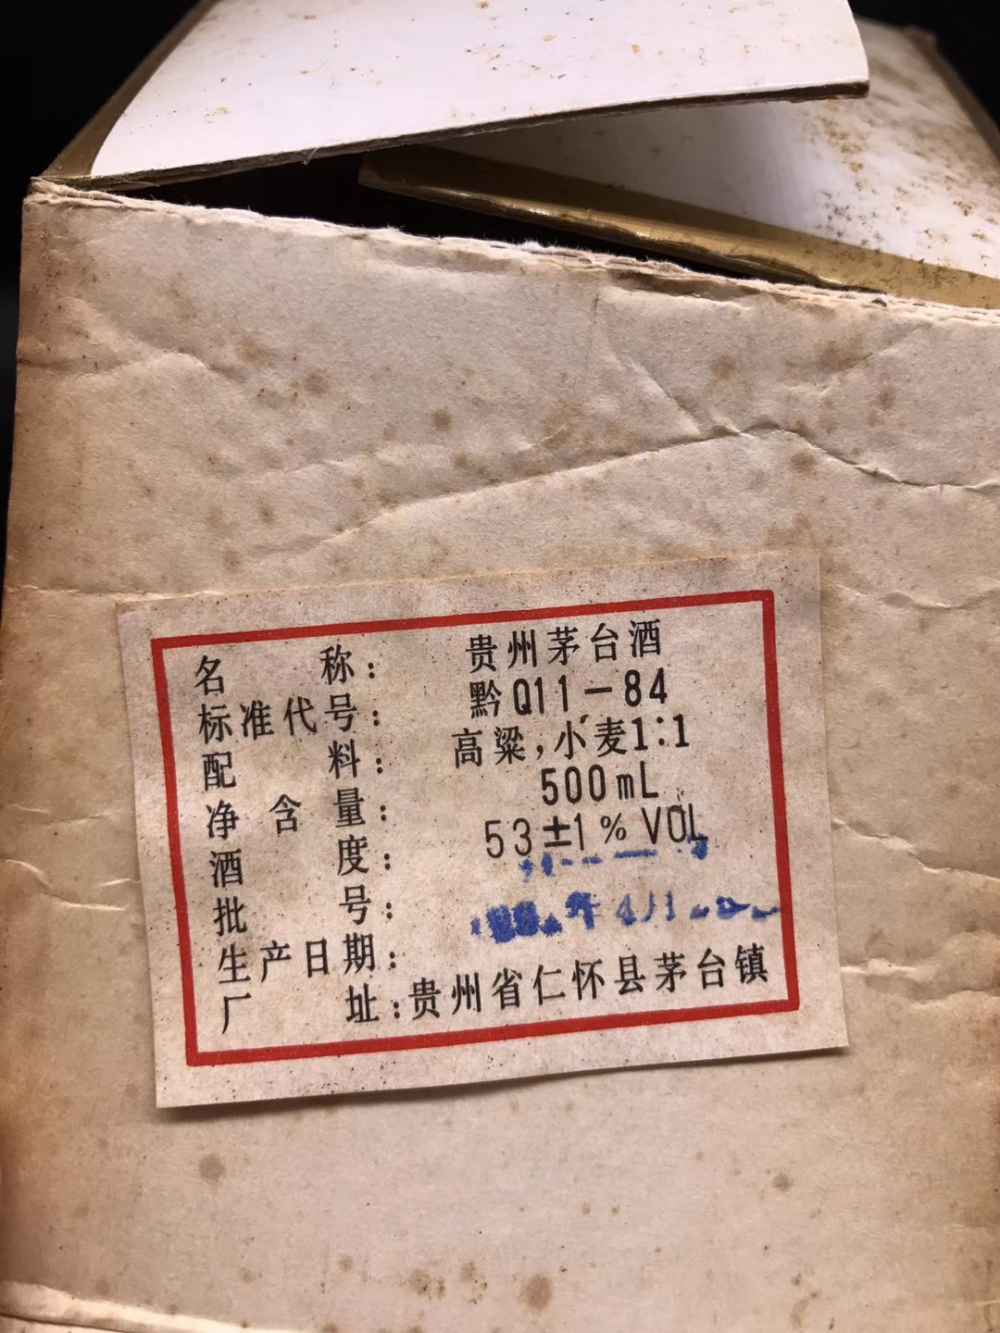 名称：贵州茅台酒
标准代号：黔Q11-84
配料：高粱，小麦1:1
净含量：500mL
酒度：53±1%VOL
批号：
生产日期：
厂址：贵州省仁怀县茅台镇